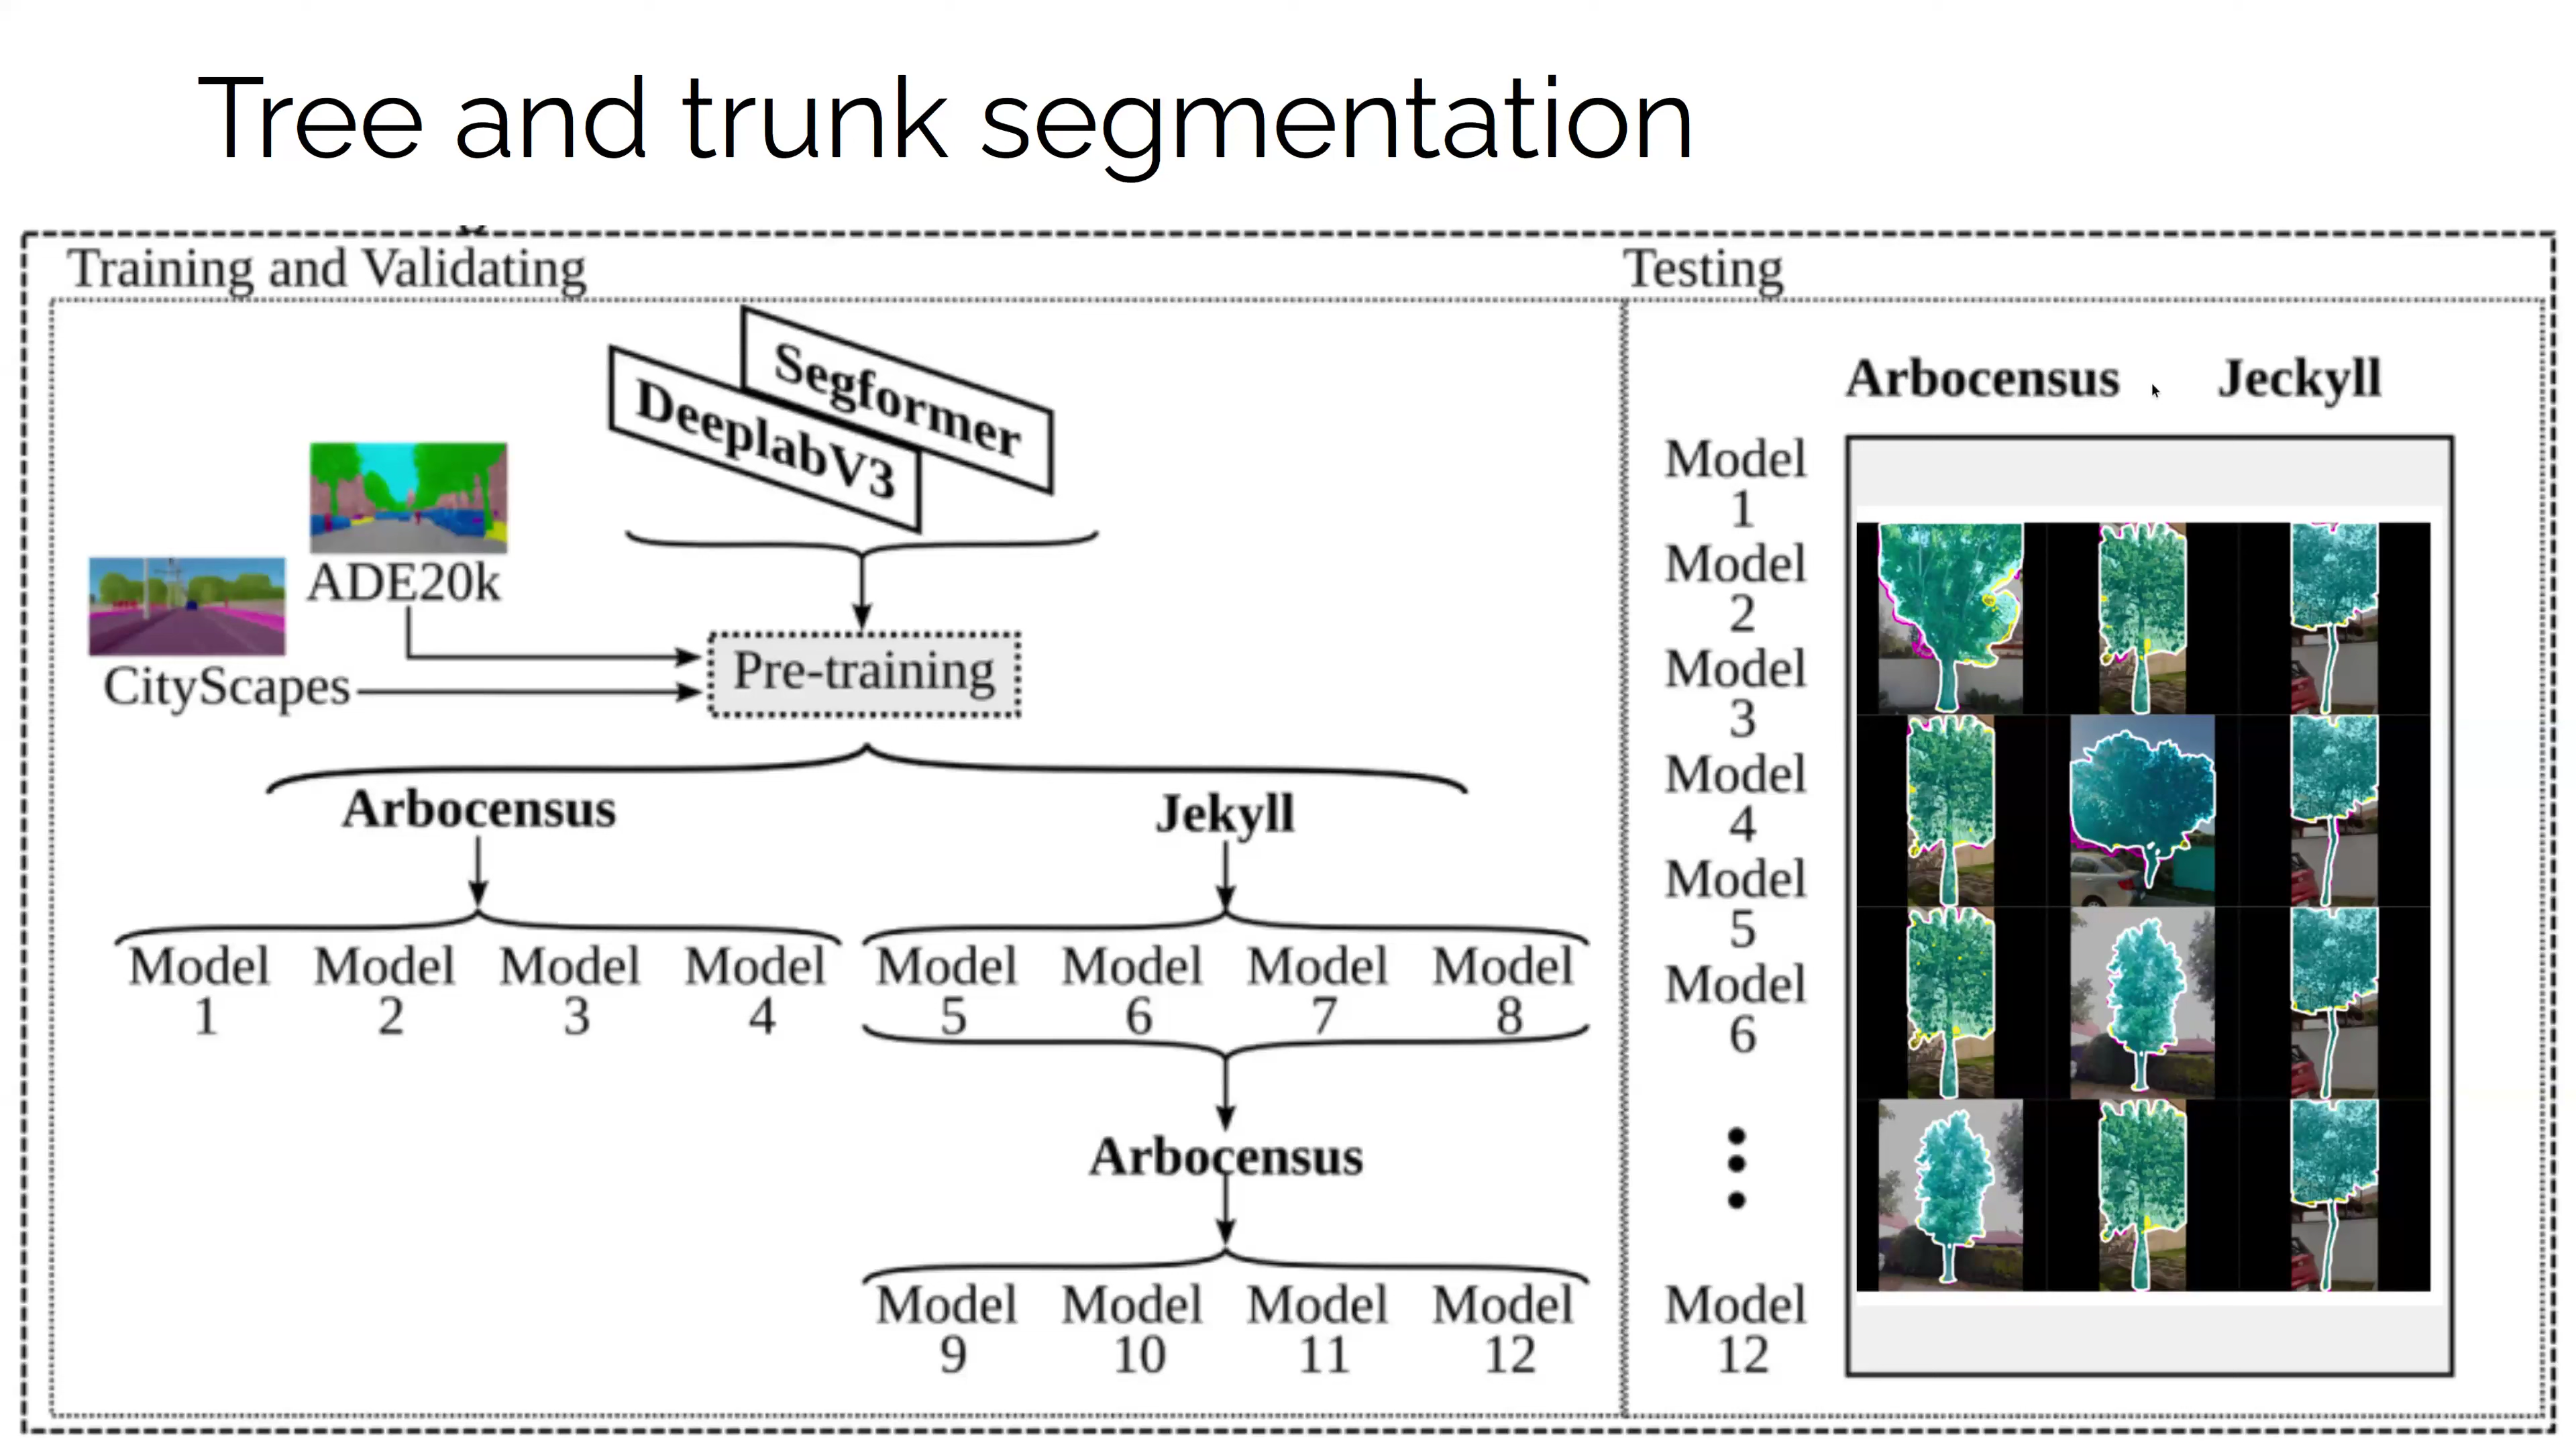 Tree and trunk segmentation
Training and Validating
Testing
Segformer
DeeplabV3
ADE20k
CityScapes
Pre-training
Arbocensus
Jekyll
Model 1
Model 2
Model 3
Model 4
Model 5
Model 6
Model 7
Model 8
Arbocensus
Model 9
Model 10
Model 11
Model 12
Arbocensus
Jeckyll
Model 1
Model 2
Model 3
Model 4
Model 5
Model 6
Model 12